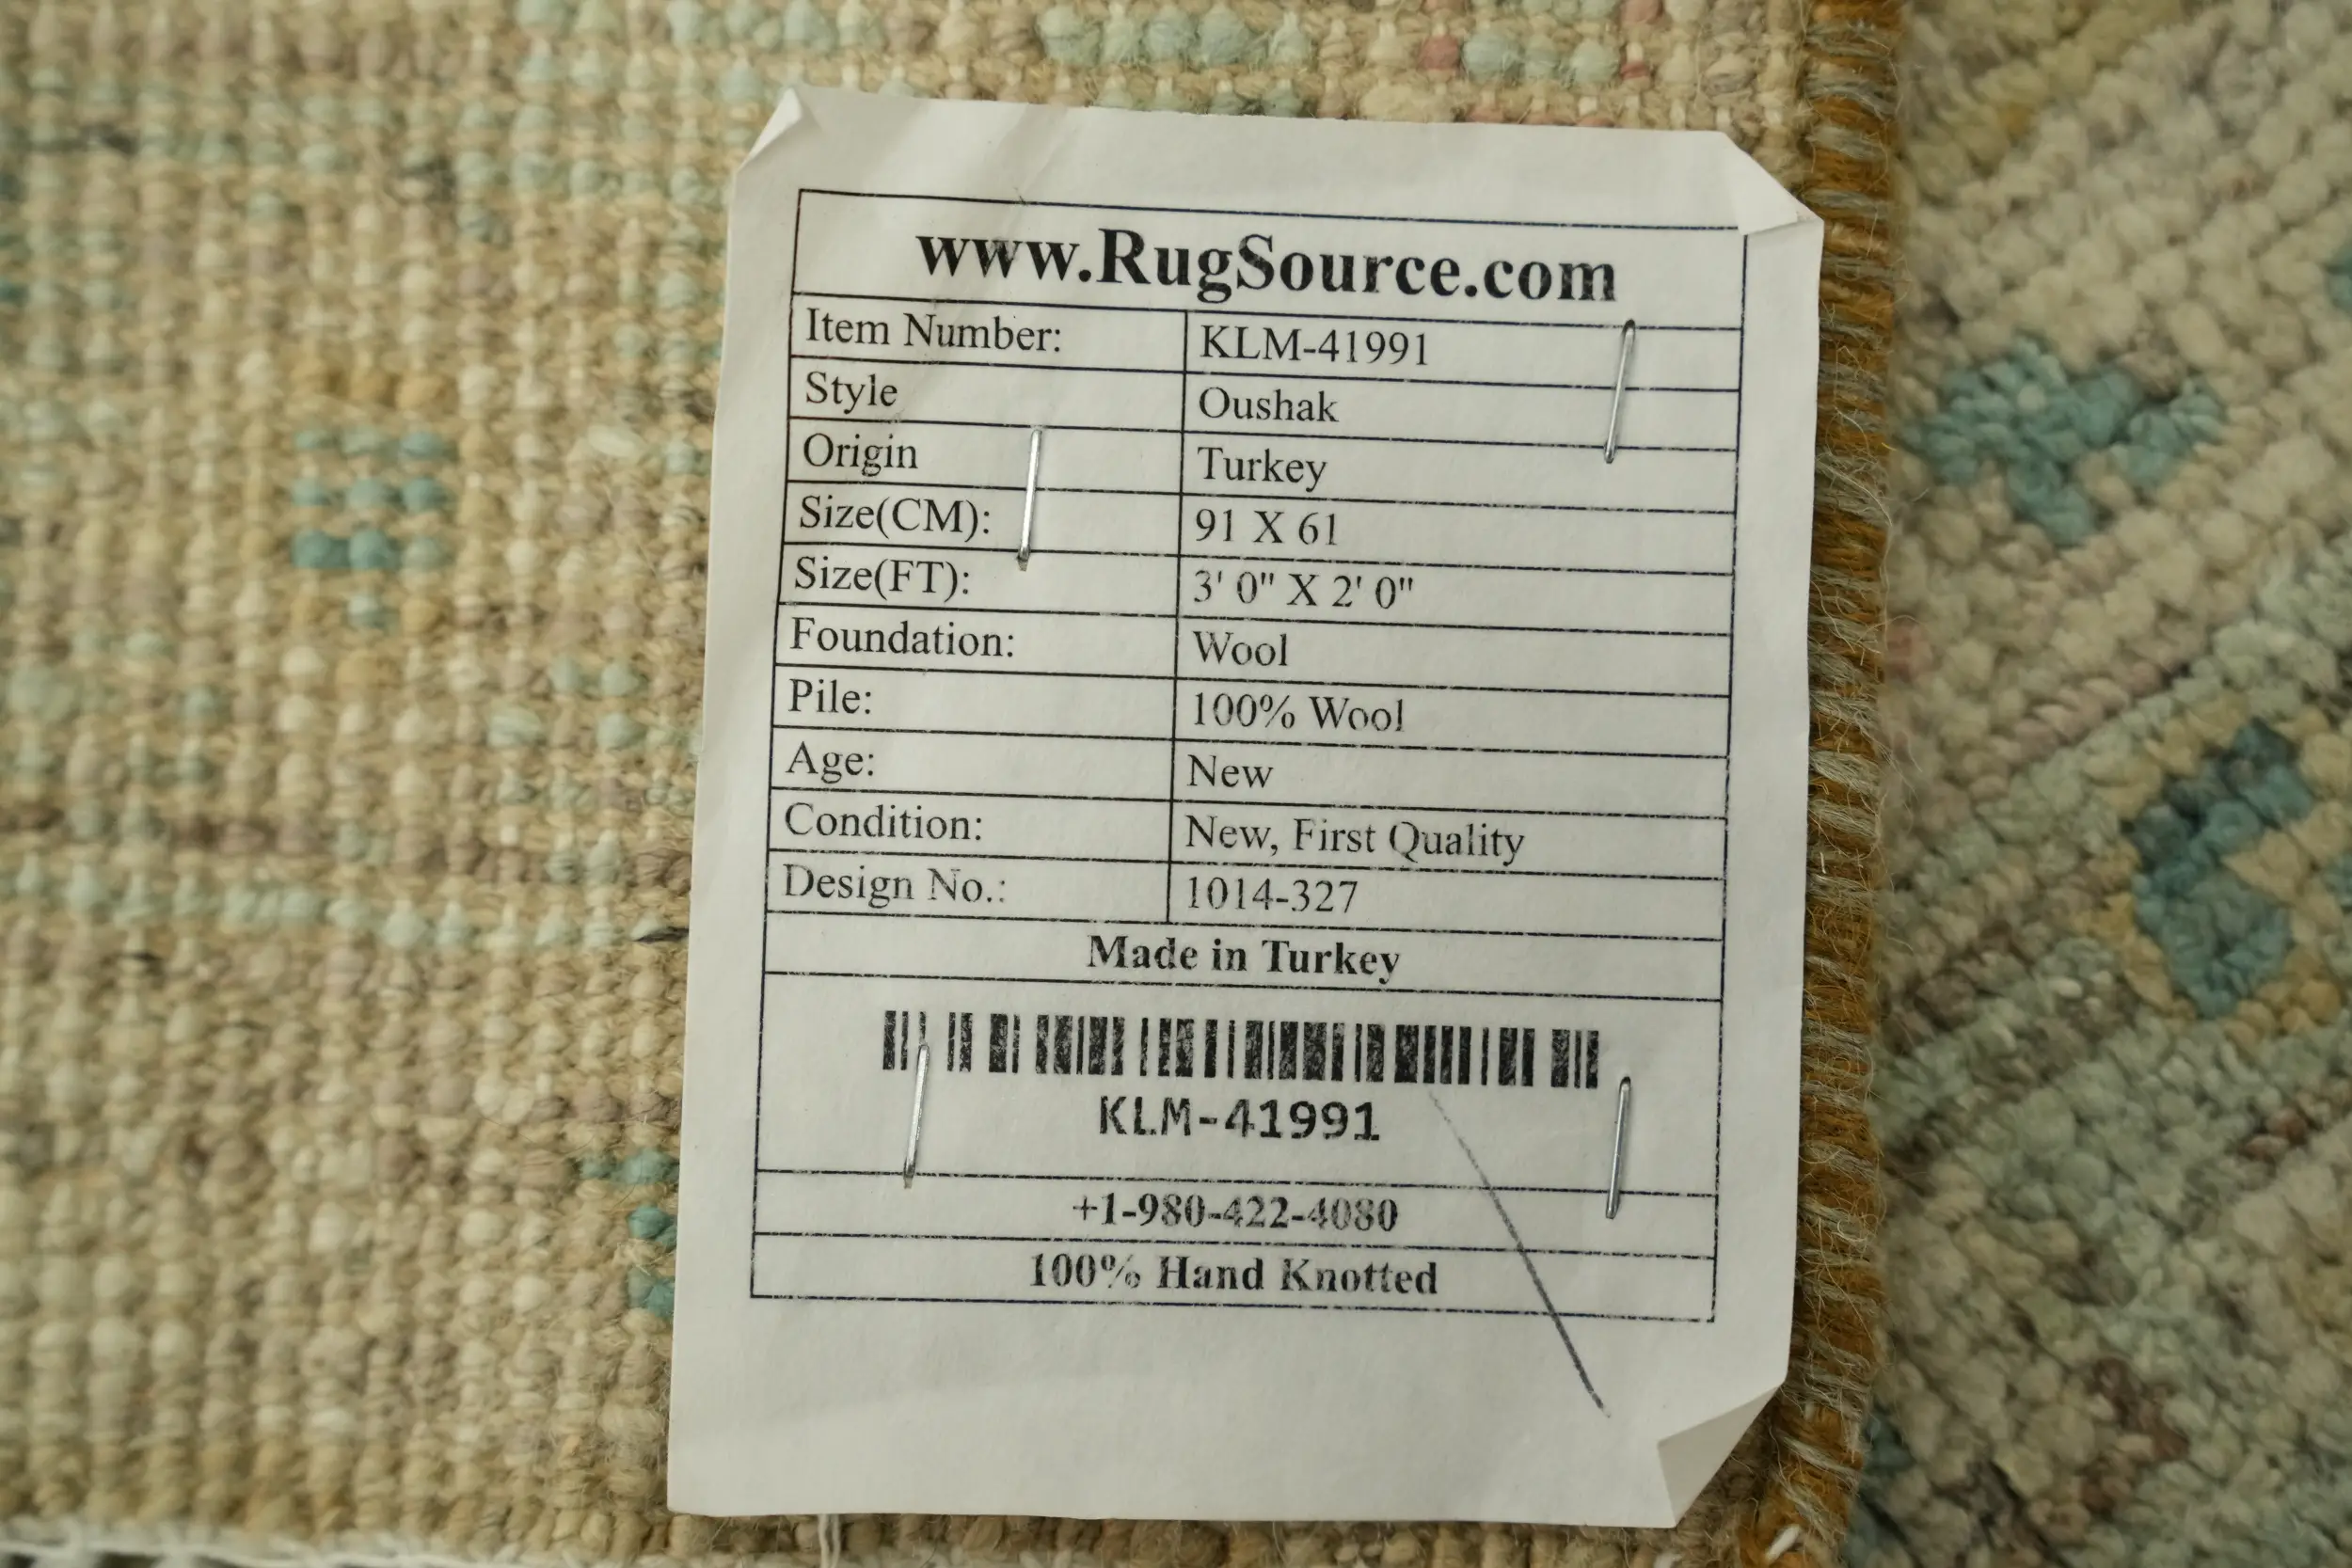 www.RugSource.com
Item Number: KLM-41991
Style Oushak
Origin Turkey
Size(CM): 91 X 61
Size(FT): 3' 0" X 2' 0"
Foundation: Wool
Pile: 100% Wool
Age: New
Condition: New, First Quality
Design No.: 1014-327
Made in Turkey
KLM-41991
+1-980-422-4080
100% Hand Knotted